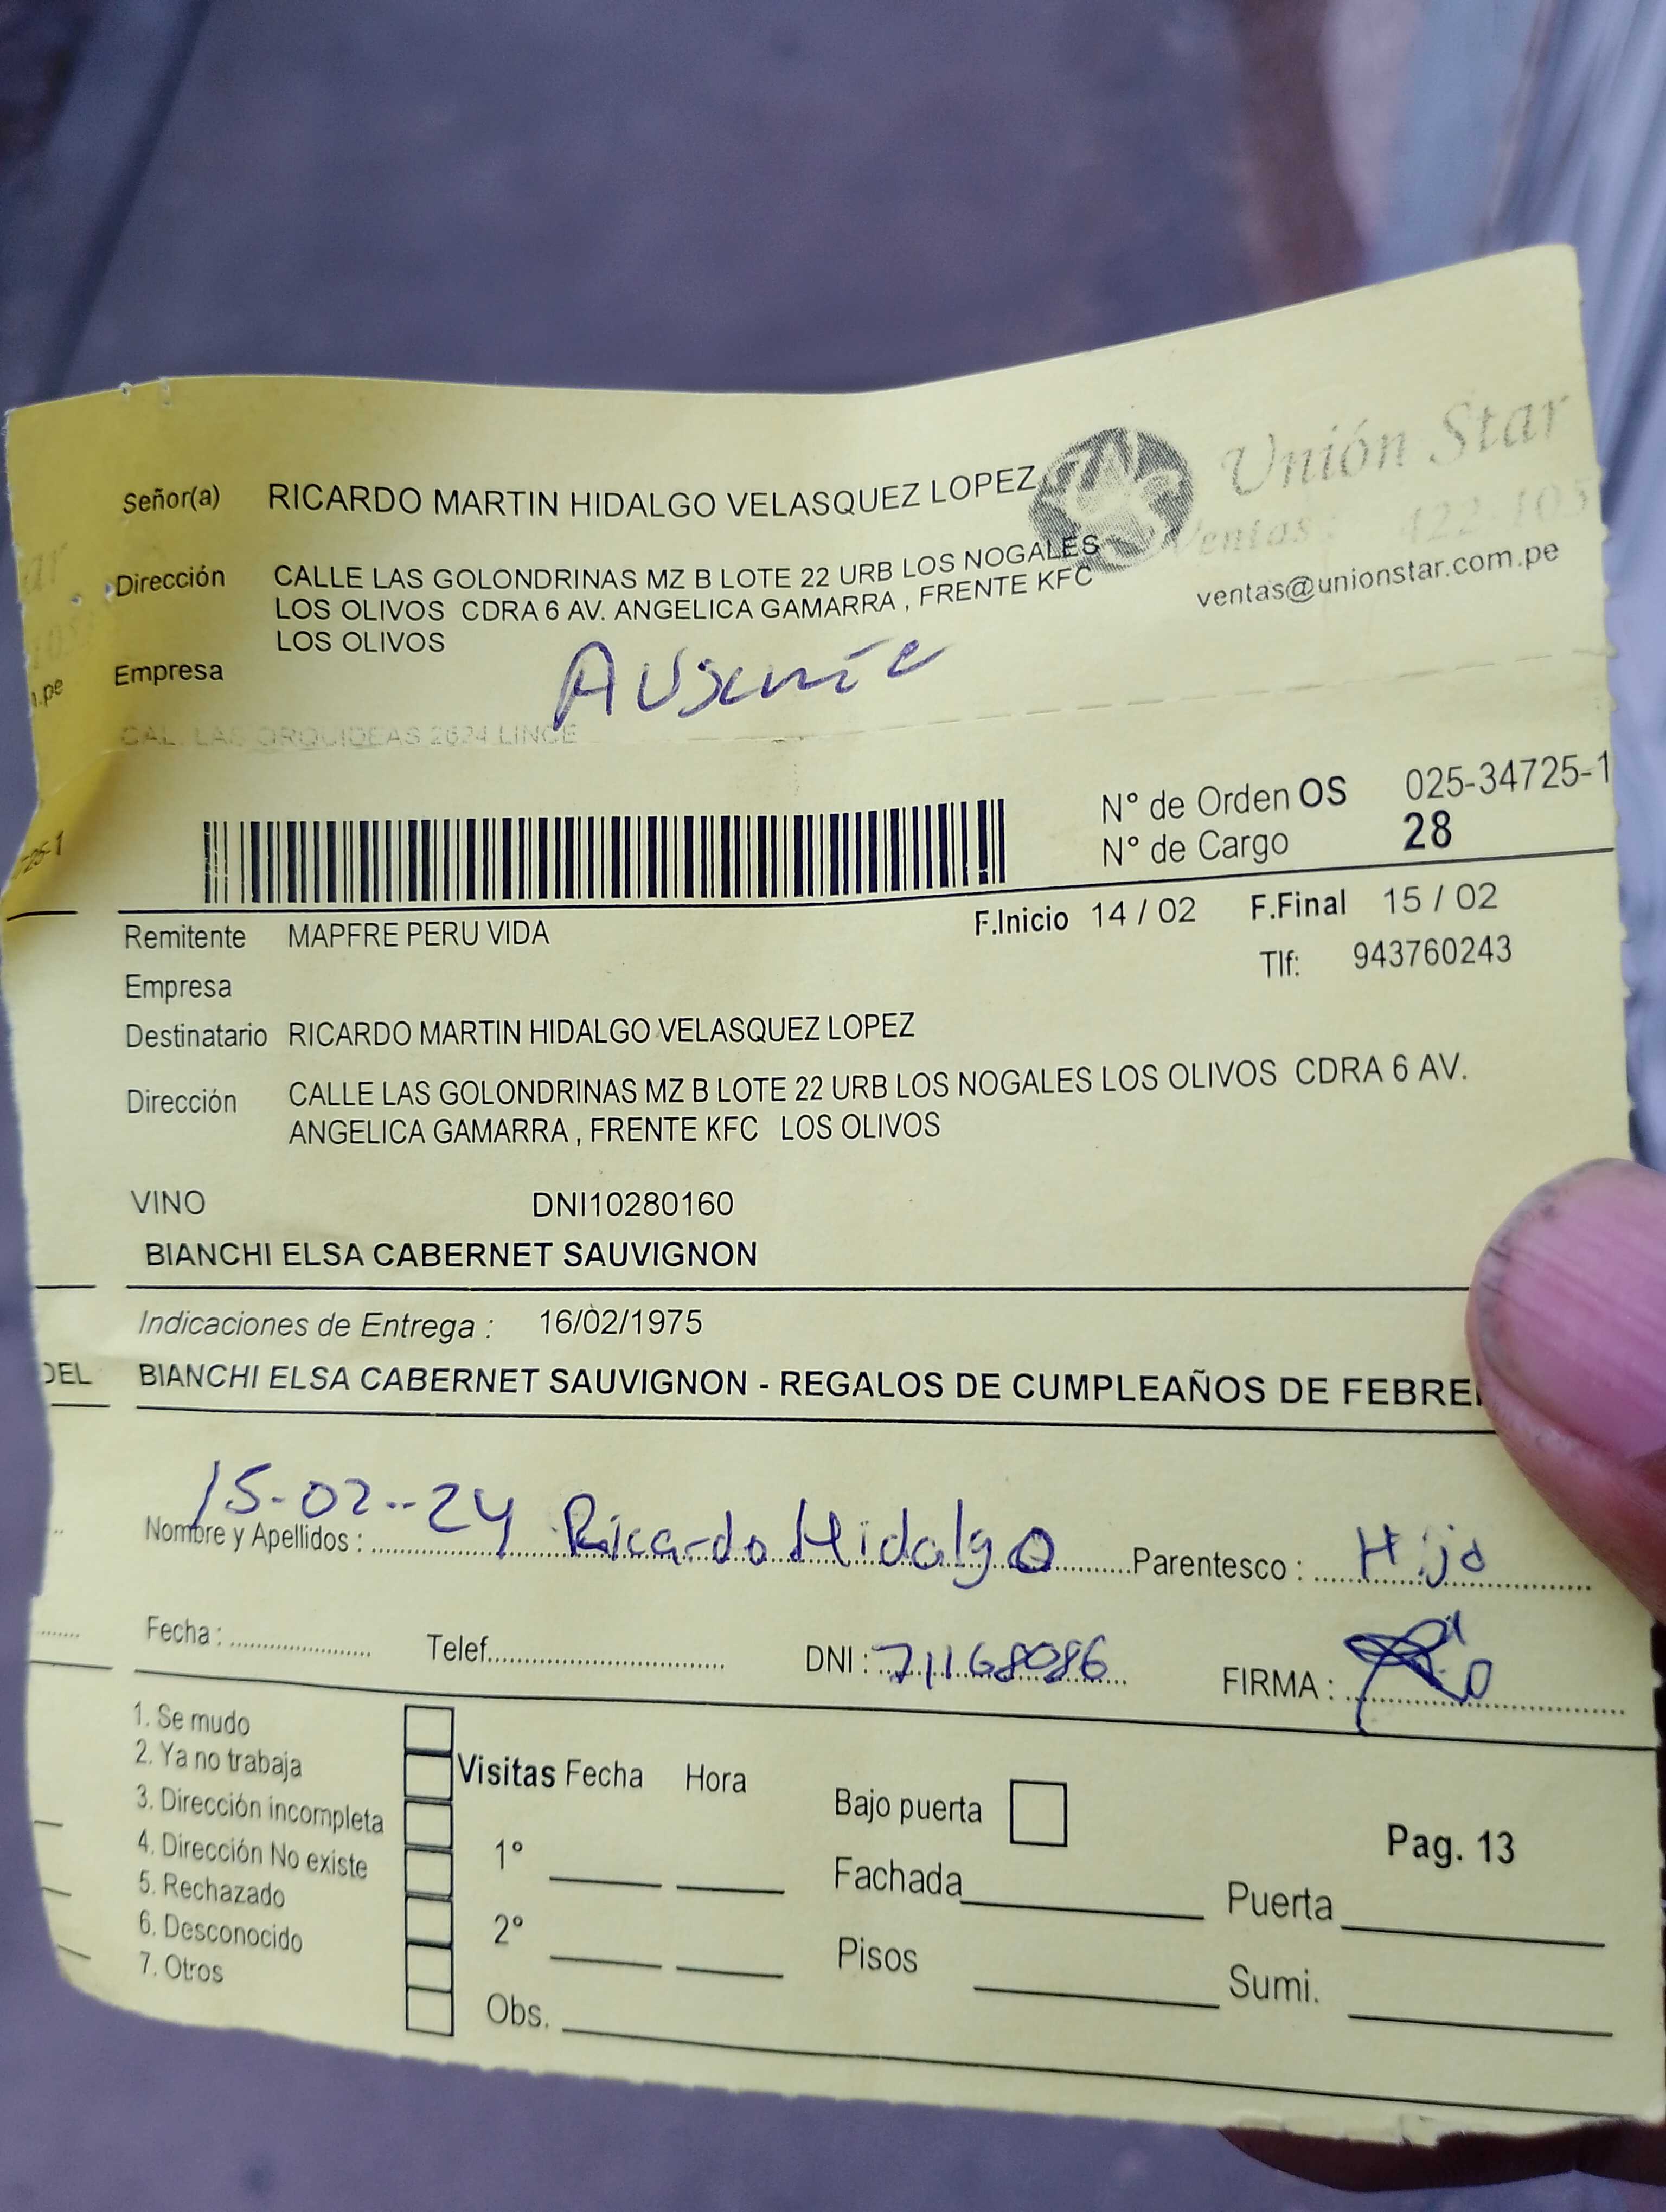 Unión Star
Señor(a) RICARDO MARTIN HIDALGO VELASQUEZ LOPEZ
Ventas: 422-105
Dirección CALLE LAS GOLONDRINAS MZ B LOTE 22 URB LOS NOGALES
LOS OLIVOS CDRA 6 AV. ANGELICA GAMARRA , FRENTE KFC
LOS OLIVOS
ventas@unionstar.com.pe
Empresa
Ausente
CAL. LAS ORQUIDEAS 2624 LINCE
N° de Orden OS 025-34725-1
N° de Cargo 28
Remitente MAPFRE PERU VIDA
F.Inicio 14 / 02 F.Final 15 / 02
Empresa
Tlf: 943760243
Destinatario RICARDO MARTIN HIDALGO VELASQUEZ LOPEZ
Dirección CALLE LAS GOLONDRINAS MZ B LOTE 22 URB LOS NOGALES LOS OLIVOS CDRA 6 AV.
ANGELICA GAMARRA , FRENTE KFC LOS OLIVOS
VINO DNI10280160
BIANCHI ELSA CABERNET SAUVIGNON
Indicaciones de Entrega : 16/02/1975
DEL BIANCHI ELSA CABERNET SAUVIGNON - REGALOS DE CUMPLEAÑOS DE FEBRE
15-02--24
Nombre y Apellidos : Ricardo Hidalgo Parentesco : Hijo
Fecha : Telef. DNI : 71168086 FIRMA :
1. Se mudo
2. Ya no trabaja
3. Dirección incompleta
4. Dirección No existe
5. Rechazado
6. Desconocido
7. Otros
Visitas Fecha Hora
1°
2°
Obs.
Bajo puerta
Fachada
Pisos
Pag. 13
Puerta
Sumi.